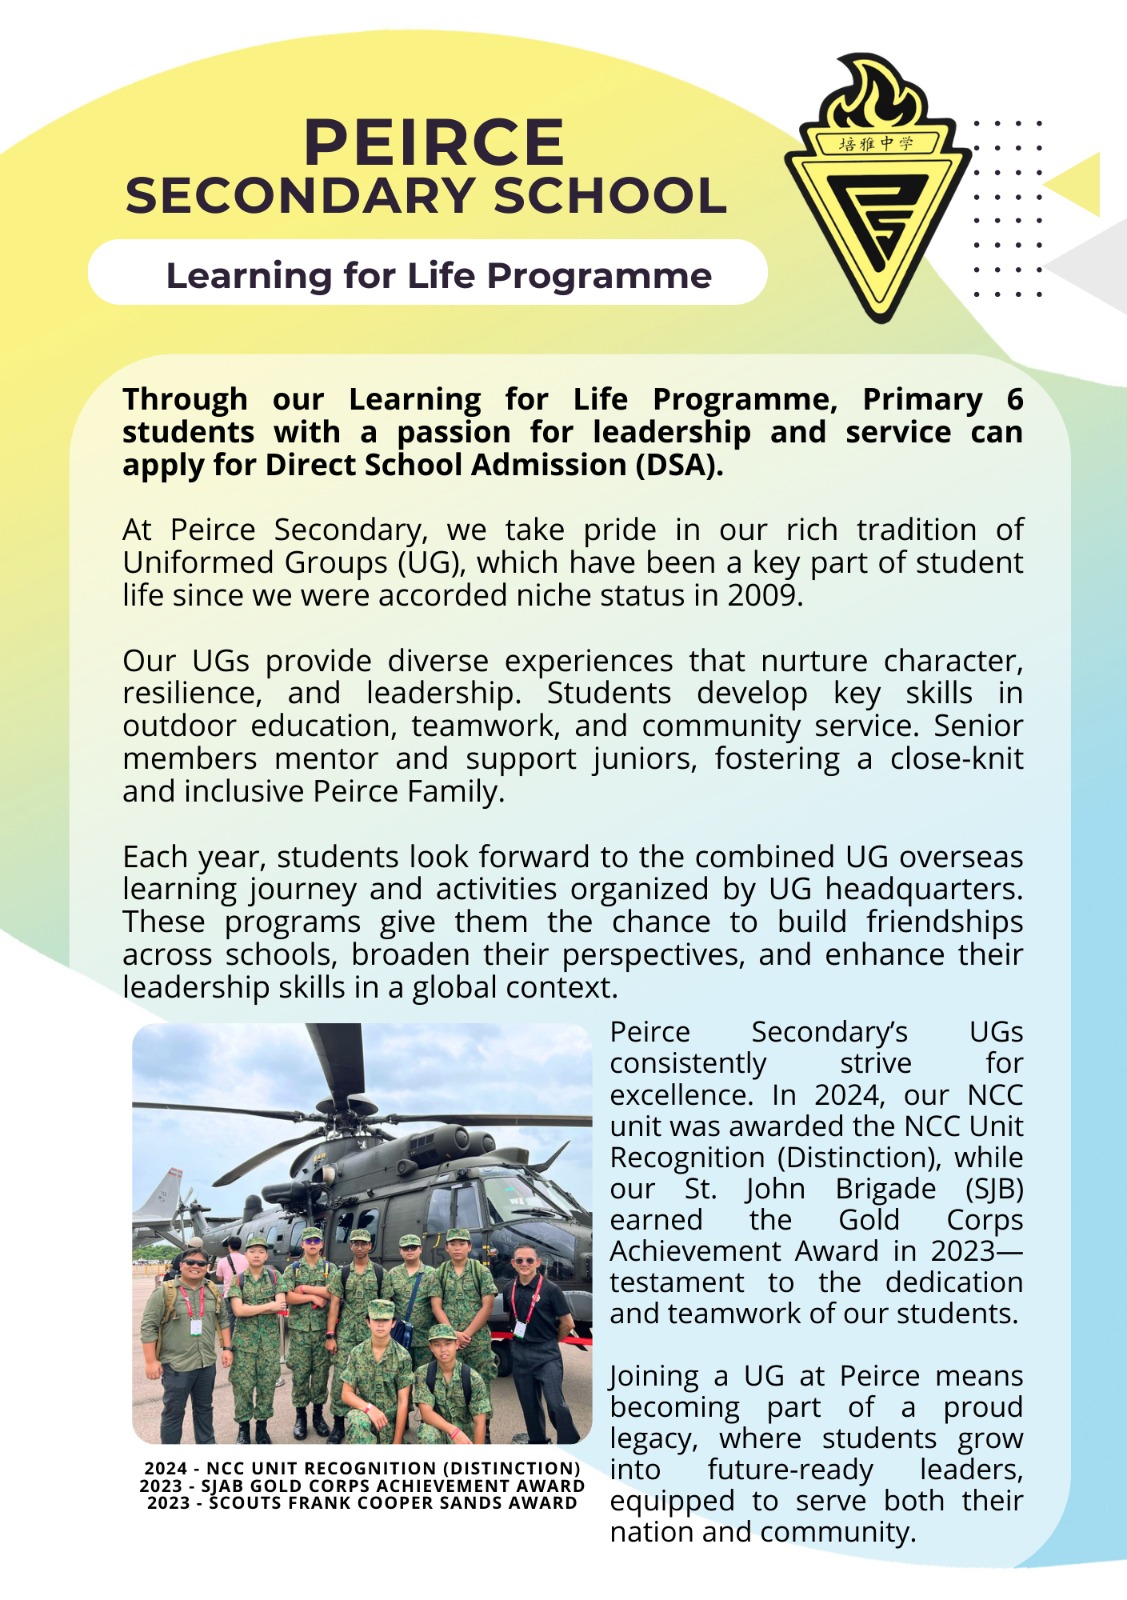 PEIRCE
SECONDARY SCHOOL
培雅中学
Learning for Life Programme
Through our Learning for Life Programme, Primary 6
students with a passion for leadership and service can
apply for Direct School Admission (DSA).
At Peirce Secondary, we take pride in our rich tradition of
Uniformed Groups (UG), which have been a key part of student
life since we were accorded niche status in 2009.
Our UGs provide diverse experiences that nurture character,
resilience, and leadership. Students develop key skills in
outdoor education, teamwork, and community service. Senior
members mentor and support juniors, fostering a close-knit
and inclusive Peirce Family.
Each year, students look forward to the combined UG overseas
learning journey and activities organized by UG headquarters.
These programs give them the chance to build friendships
across schools, broaden their perspectives, and enhance their
leadership skills in a global context.
Peirce Secondary’s UGs
consistently strive for
excellence. In 2024, our NCC
unit was awarded the NCC Unit
Recognition (Distinction), while
our St. John Brigade (SJB)
earned the Gold Corps
Achievement Award in 2023—
testament to the dedication
and teamwork of our students.
Joining a UG at Peirce means
becoming part of a proud
legacy, where students grow
into future-ready leaders,
equipped to serve both their
nation and community.
2024 - NCC UNIT RECOGNITION (DISTINCTION)
2023 - SJAB GOLD CORPS ACHIEVEMENT AWARD
2023 - SCOUTS FRANK COOPER SANDS AWARD